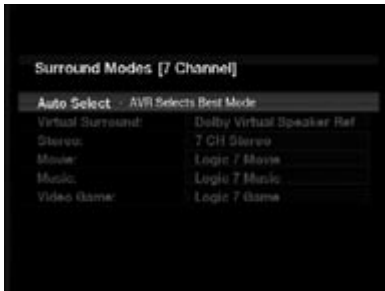 Surround Modes [7 Channel]
Auto Select - AVR Selects Best Mode
Virtual Surround: Dolby Virtual Speaker Ref
Stereo: 7 CH Stereo
Movie: Logic 7 Movie
Music: Logic 7 Music
Video Game: Logic 7 Game